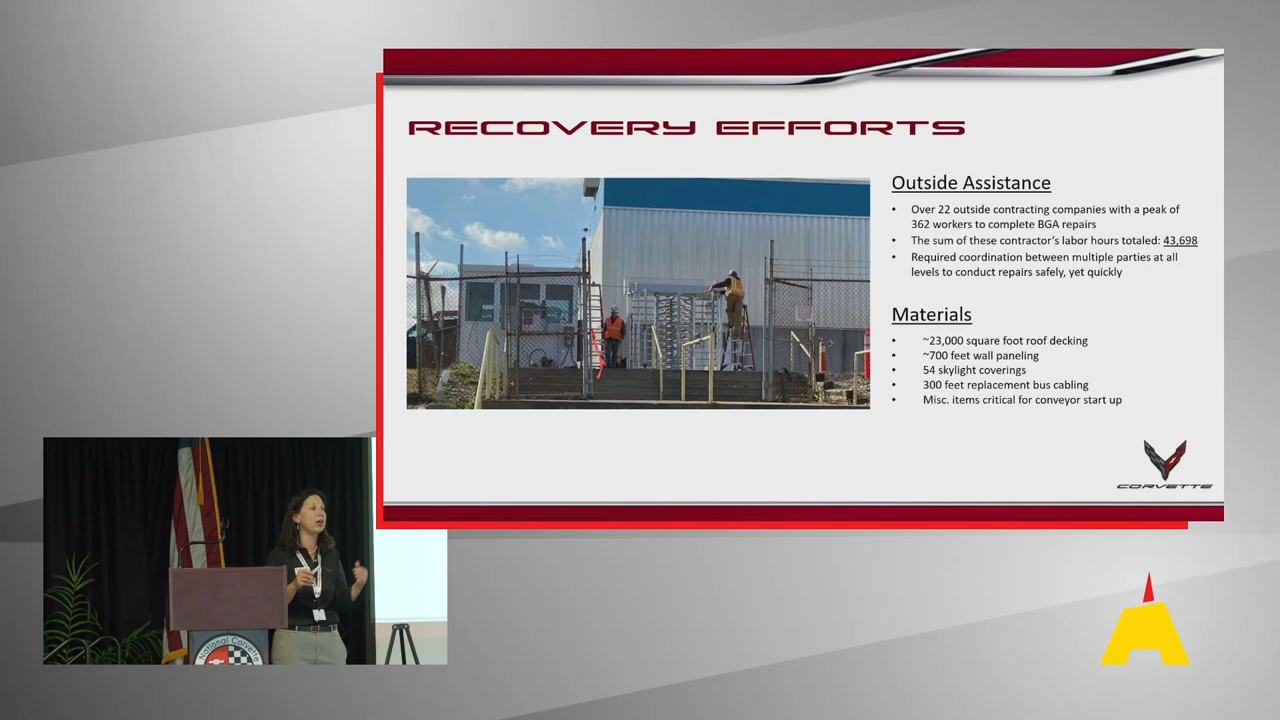 RECOVERY EFFORTS
Outside Assistance
• Over 22 outside contracting companies with a peak of
362 workers to complete BGA repairs
• The sum of these contractor's labor hours totaled: 43,698
• Required coordination between multiple parties at all
levels to conduct repairs safely, yet quickly
Materials
• ~23,000 square foot roof decking
• ~700 feet wall paneling
• 54 skylight coverings
• 300 feet replacement bus cabling
• Misc. items critical for conveyor start up
CORVETTE
National Corvette